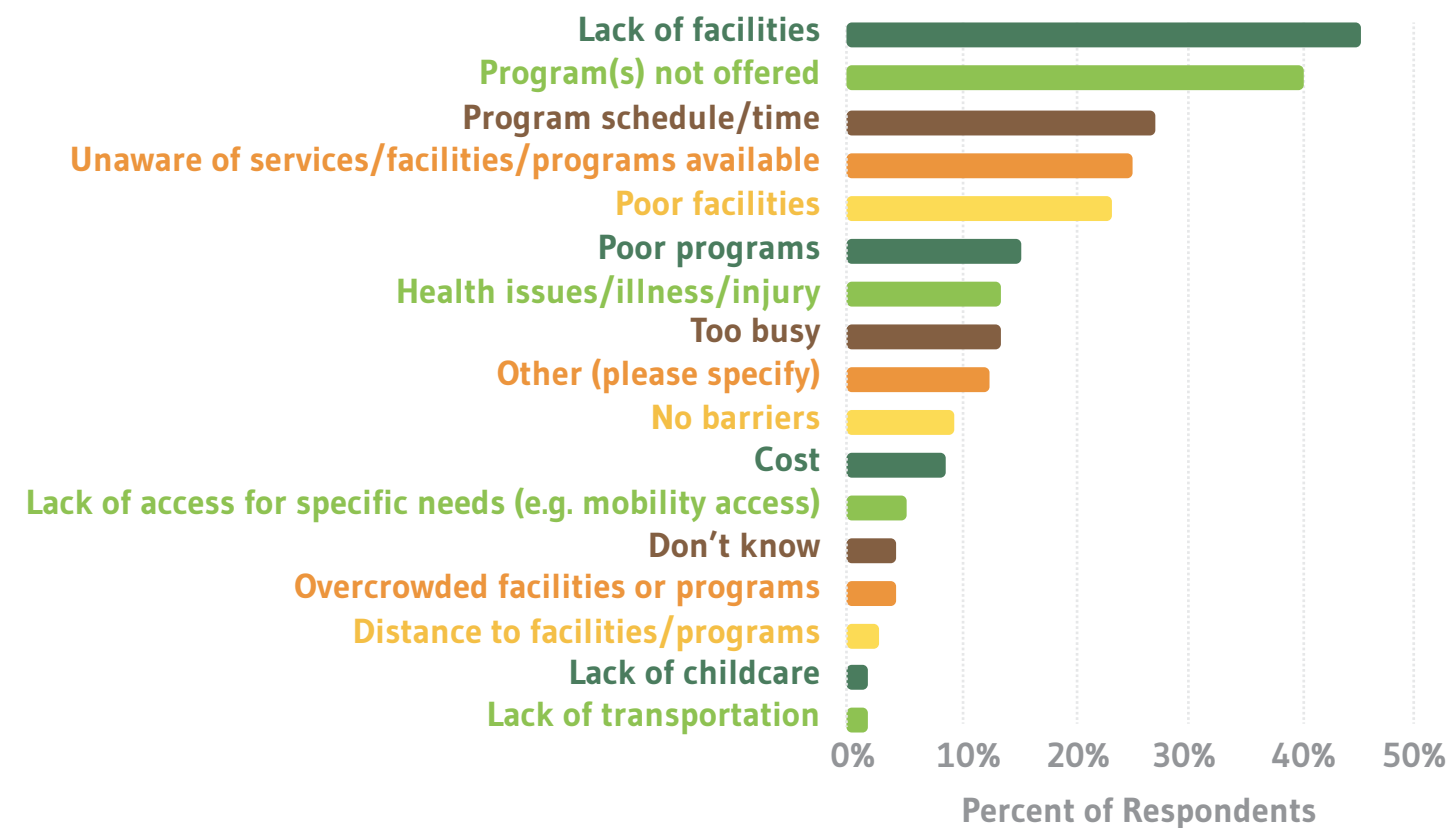 Lack of facilities
Program(s) not offered
Program schedule/time
Unaware of services/facilities/programs available
Poor facilities
Poor programs
Health issues/illness/injury
Too busy
Other (please specify)
No barriers
Cost
Lack of access for specific needs (e.g. mobility access)
Don’t know
Overcrowded facilities or programs
Distance to facilities/programs
Lack of childcare
Lack of transportation
0% 10% 20% 30% 40% 50%
Percent of Respondents